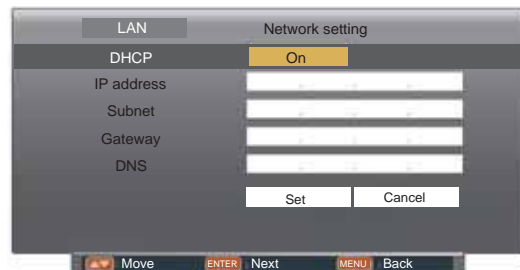 LAN Network setting
DHCP On
IP address
Subnet
Gateway
DNS
Set Cancel
Move ENTER Next MENU Back